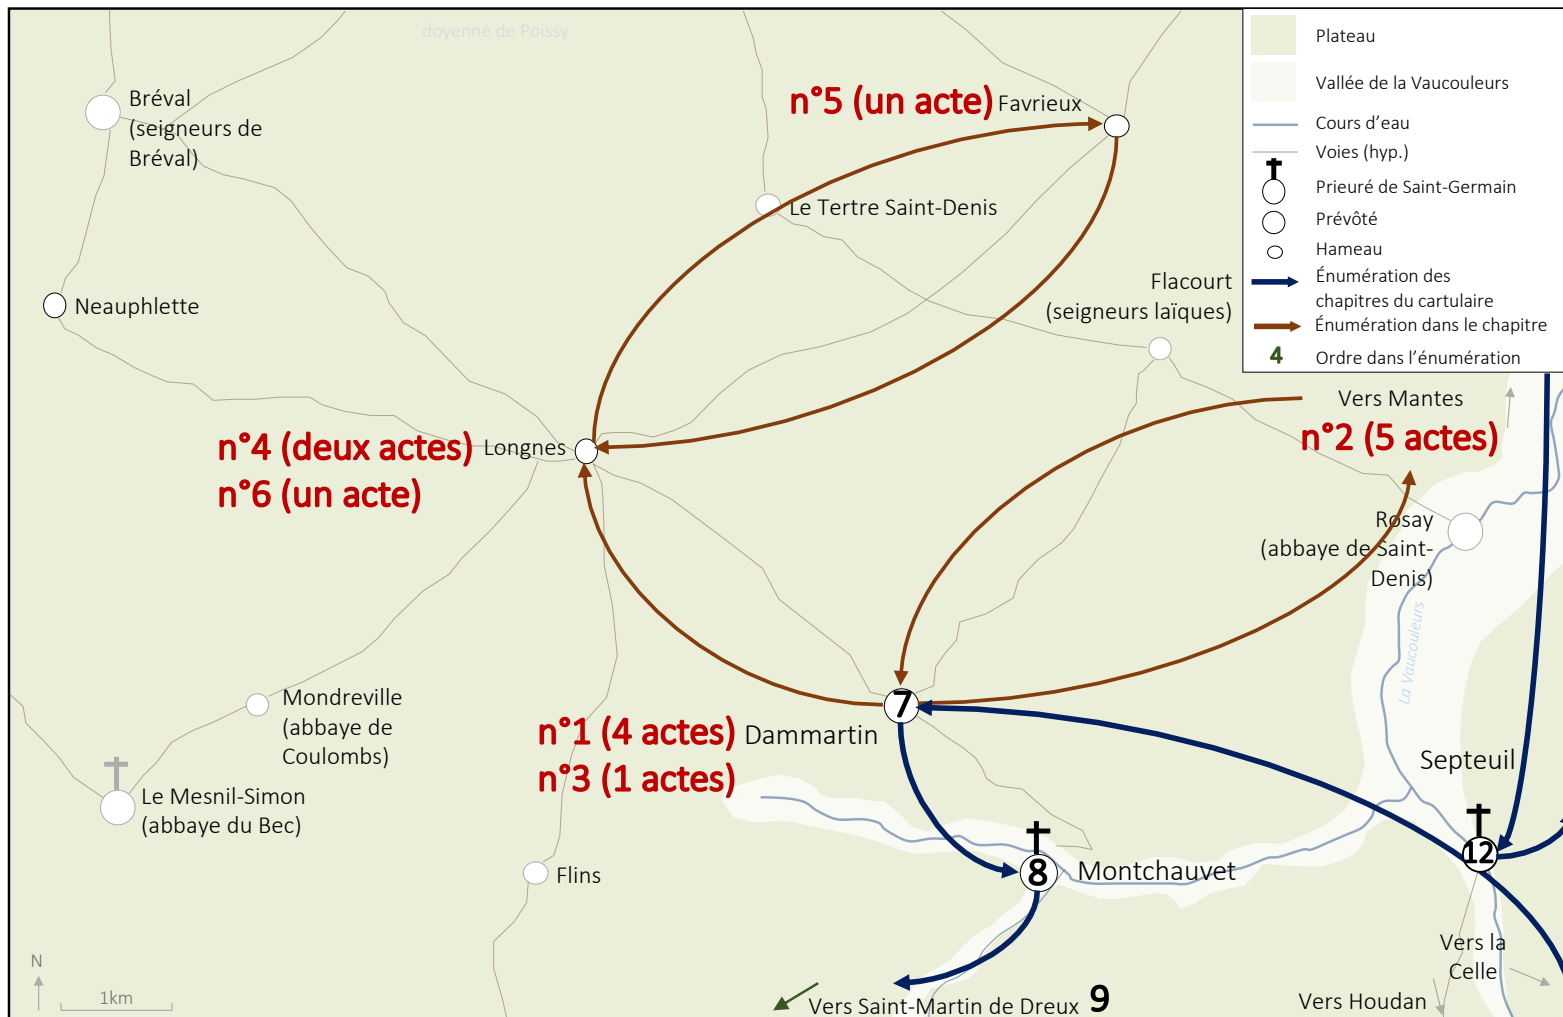 doyenné de Poissy
Bréval
(seigneurs de
Bréval)
n°5 (un acte) Favrieux
Le Tertre Saint-Denis
Neauphlette
Flacourt
(seigneurs laïques)
Plateau
Vallée de la Vaucouleurs
Cours d'eau
Voies (hyp.)
Prieuré de Saint-Germain
Prévôté
Hameau
Énumération des
chapitres du cartulaire
Énumération dans le chapitre
4 Ordre dans l'énumération
Vers Mantes
n°2 (5 actes)
n°4 (deux actes) Longnes
n°6 (un acte)
Rosay
(abbaye de Saint-
Denis)
La Vaucouleurs
Mondreville
(abbaye de
Coulombs)
7
n°1 (4 actes) Dammartin
n°3 (1 actes)
Septeuil
Le Mesnil-Simon
(abbaye du Bec)
12
Flins
8 Montchauvet
Vers la
Celle
N
1km
Vers Saint-Martin de Dreux 9
Vers Houdan